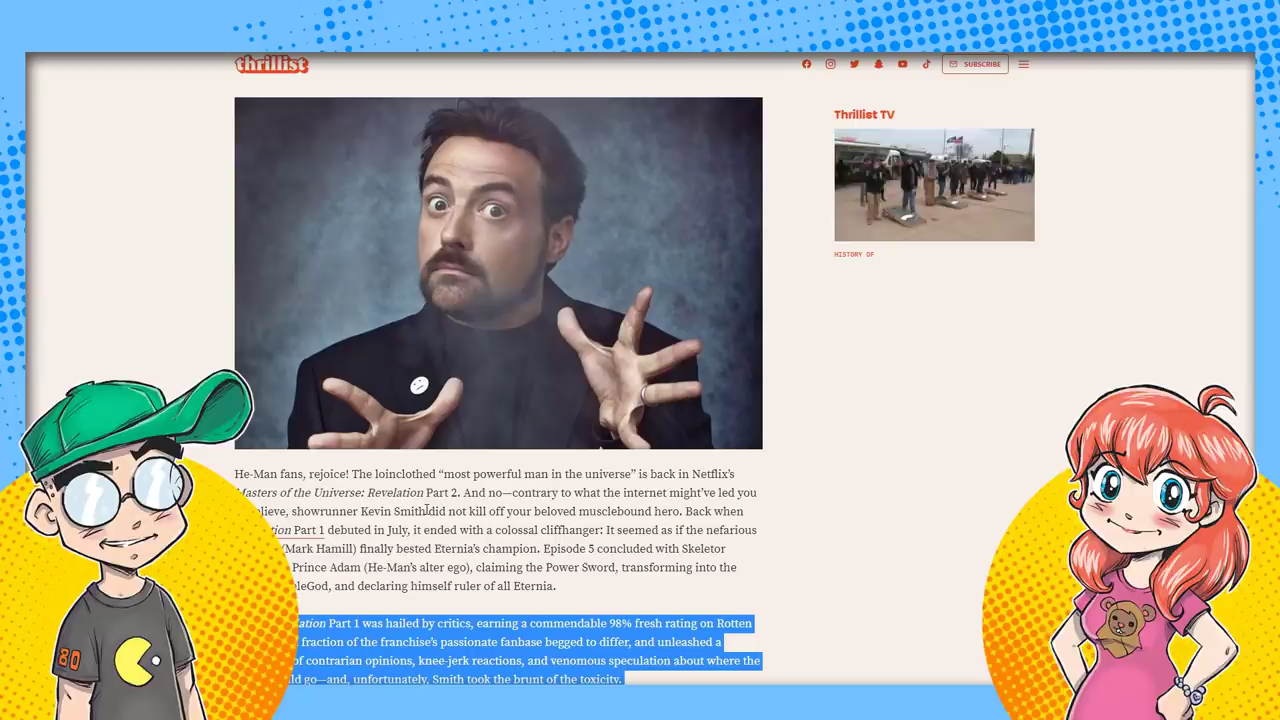 thrillist
SUBSCRIBE
Thrillist TV
HISTORY OF
He-Man fans, rejoice! The loinclothed “most powerful man in the universe” is back in Netflix’s
Masters of the Universe: Revelation Part 2. And no—contrary to what the internet might’ve led you
elieve, showrunner Kevin Smith did not kill off your beloved musclebound hero. Back when
ion Part 1 debuted in July, it ended with a colossal cliffhanger: It seemed as if the nefarious
(Mark Hamill) finally bested Eternia’s champion. Episode 5 concluded with Skeletor
Prince Adam (He-Man’s alter ego), claiming the Power Sword, transforming into the
leGod, and declaring himself ruler of all Eternia.
lation Part 1 was hailed by critics, earning a commendable 98% fresh rating on Rotten
fraction of the franchise’s passionate fanbase begged to differ, and unleashed a
of contrarian opinions, knee-jerk reactions, and venomous speculation about where the
ld go—and, unfortunately, Smith took the brunt of the toxicity.
80